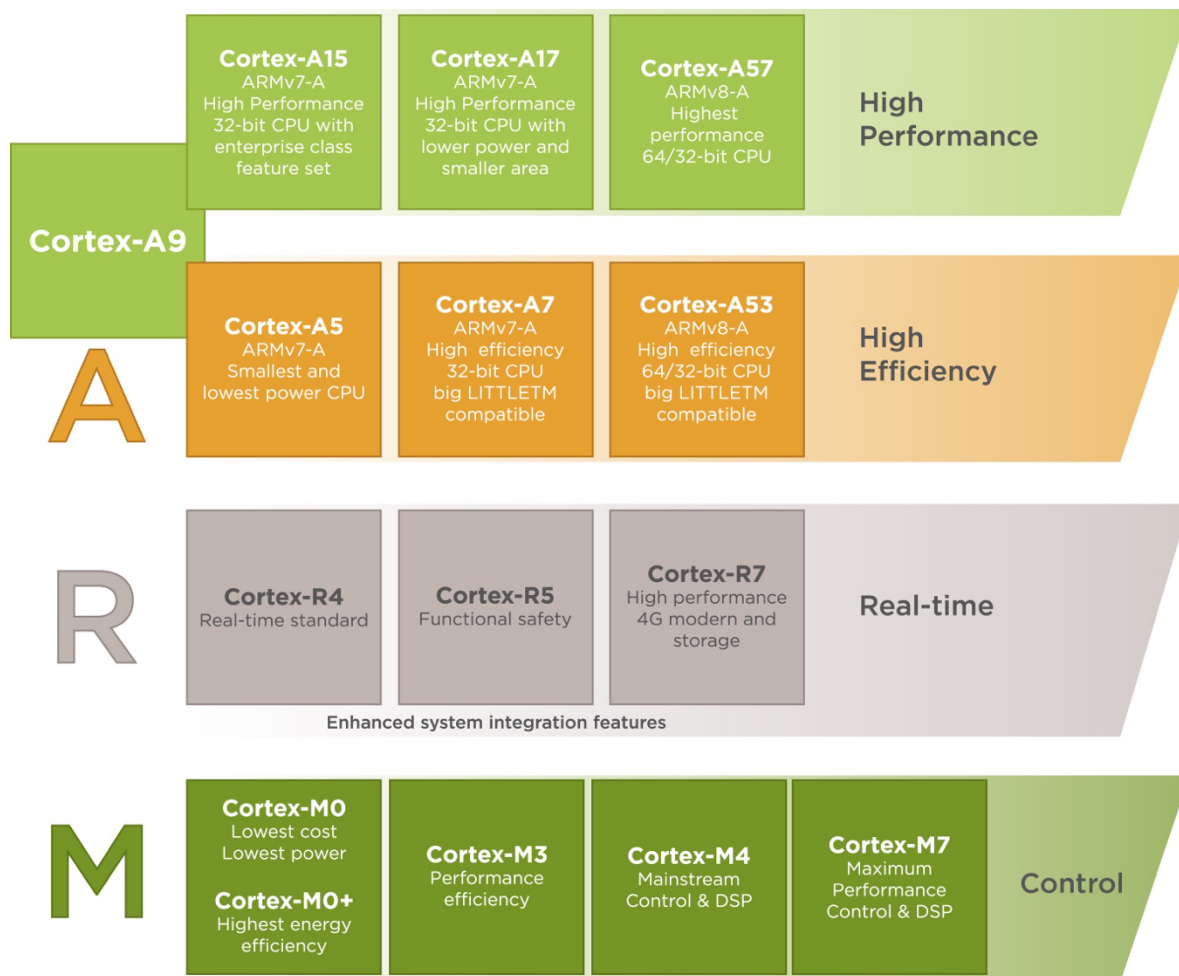 Cortex-A15
ARMv7-A
High Performance
32-bit CPU with
enterprise class
feature set
Cortex-A17
ARMv7-A
High Performance
32-bit CPU with
lower power and
smaller area
Cortex-A57
ARMv8-A
Highest
performance
64/32-bit CPU
High
Performance
Cortex-A9
A
Cortex-A5
ARMv7-A
Smallest and
lowest power CPU
Cortex-A7
ARMv7-A
High efficiency
32-bit CPU
big LITTLETM
compatible
Cortex-A53
ARMv8-A
High efficiency
64/32-bit CPU
big LITTLETM
compatible
High
Efficiency
R
Cortex-R4
Real-time standard
Cortex-R5
Functional safety
Cortex-R7
High performance
4G modern and
storage
Real-time
Enhanced system integration features
M
Cortex-M0
Lowest cost
Lowest power
Cortex-M0+
Highest energy
efficiency
Cortex-M3
Performance
efficiency
Cortex-M4
Mainstream
Control & DSP
Cortex-M7
Maximum
Performance
Control & DSP
Control